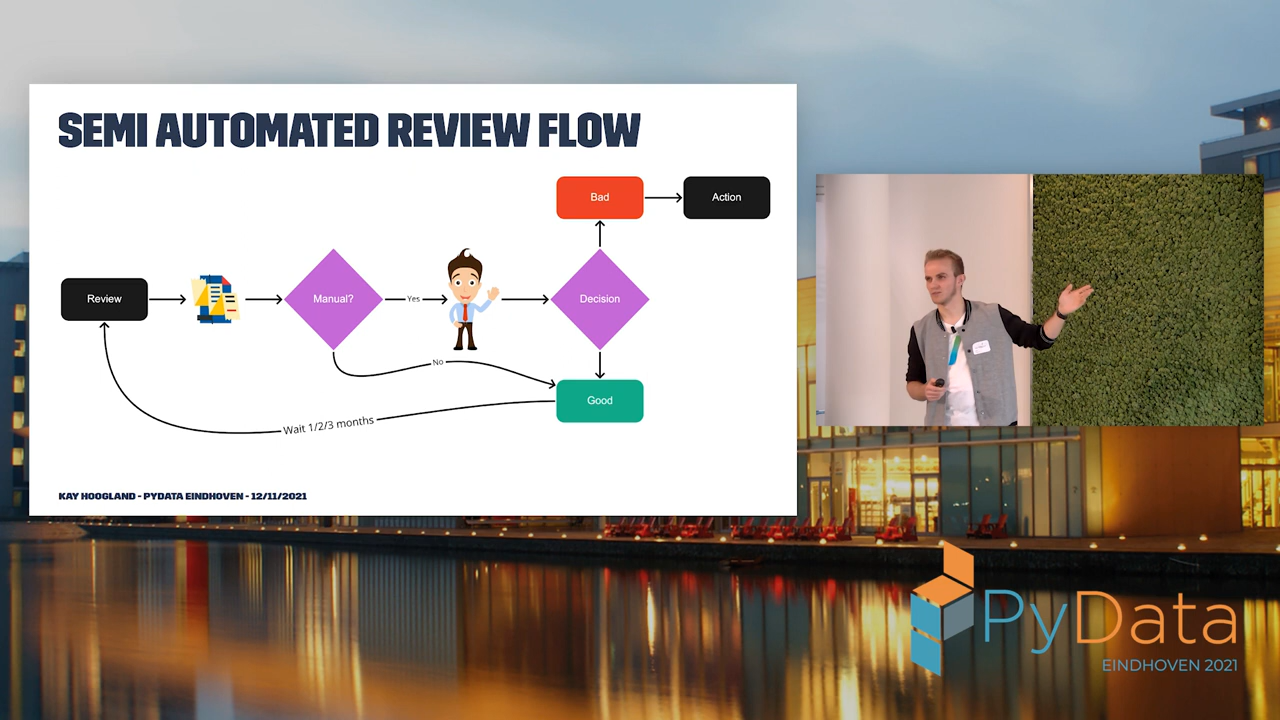 SEMI AUTOMATED REVIEW FLOW
Bad
Action
Review
Manual?
Yes
Decision
No
Good
Wait 1/2/3 months
KAY HOOGLAND - PYDATA EINDHOVEN - 12/11/2021
PyData
EINDHOVEN 2021